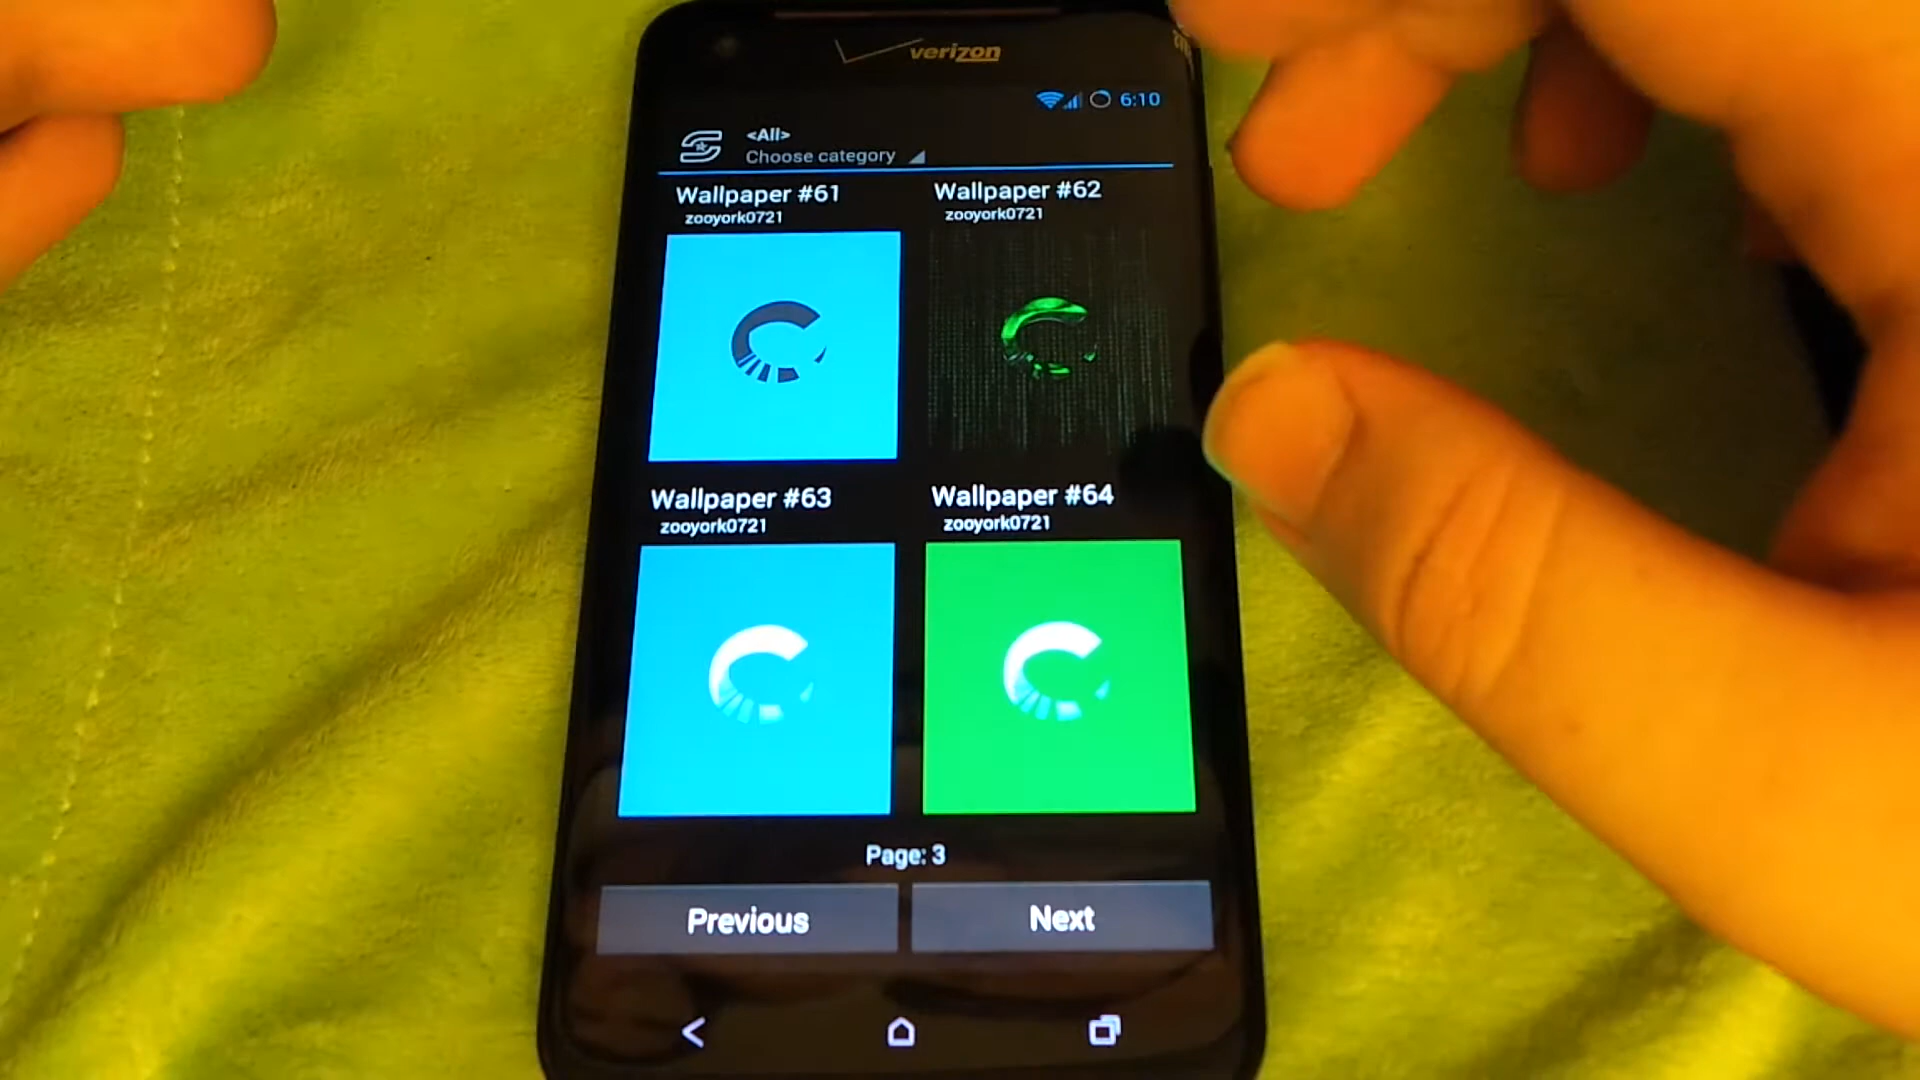 verizon
6:10
<All>
Choose category
Wallpaper #61
zooyork0721
Wallpaper #62
zooyork0721
Wallpaper #63
zooyork0721
Wallpaper #64
zooyork0721
Page: 3
Previous
Next